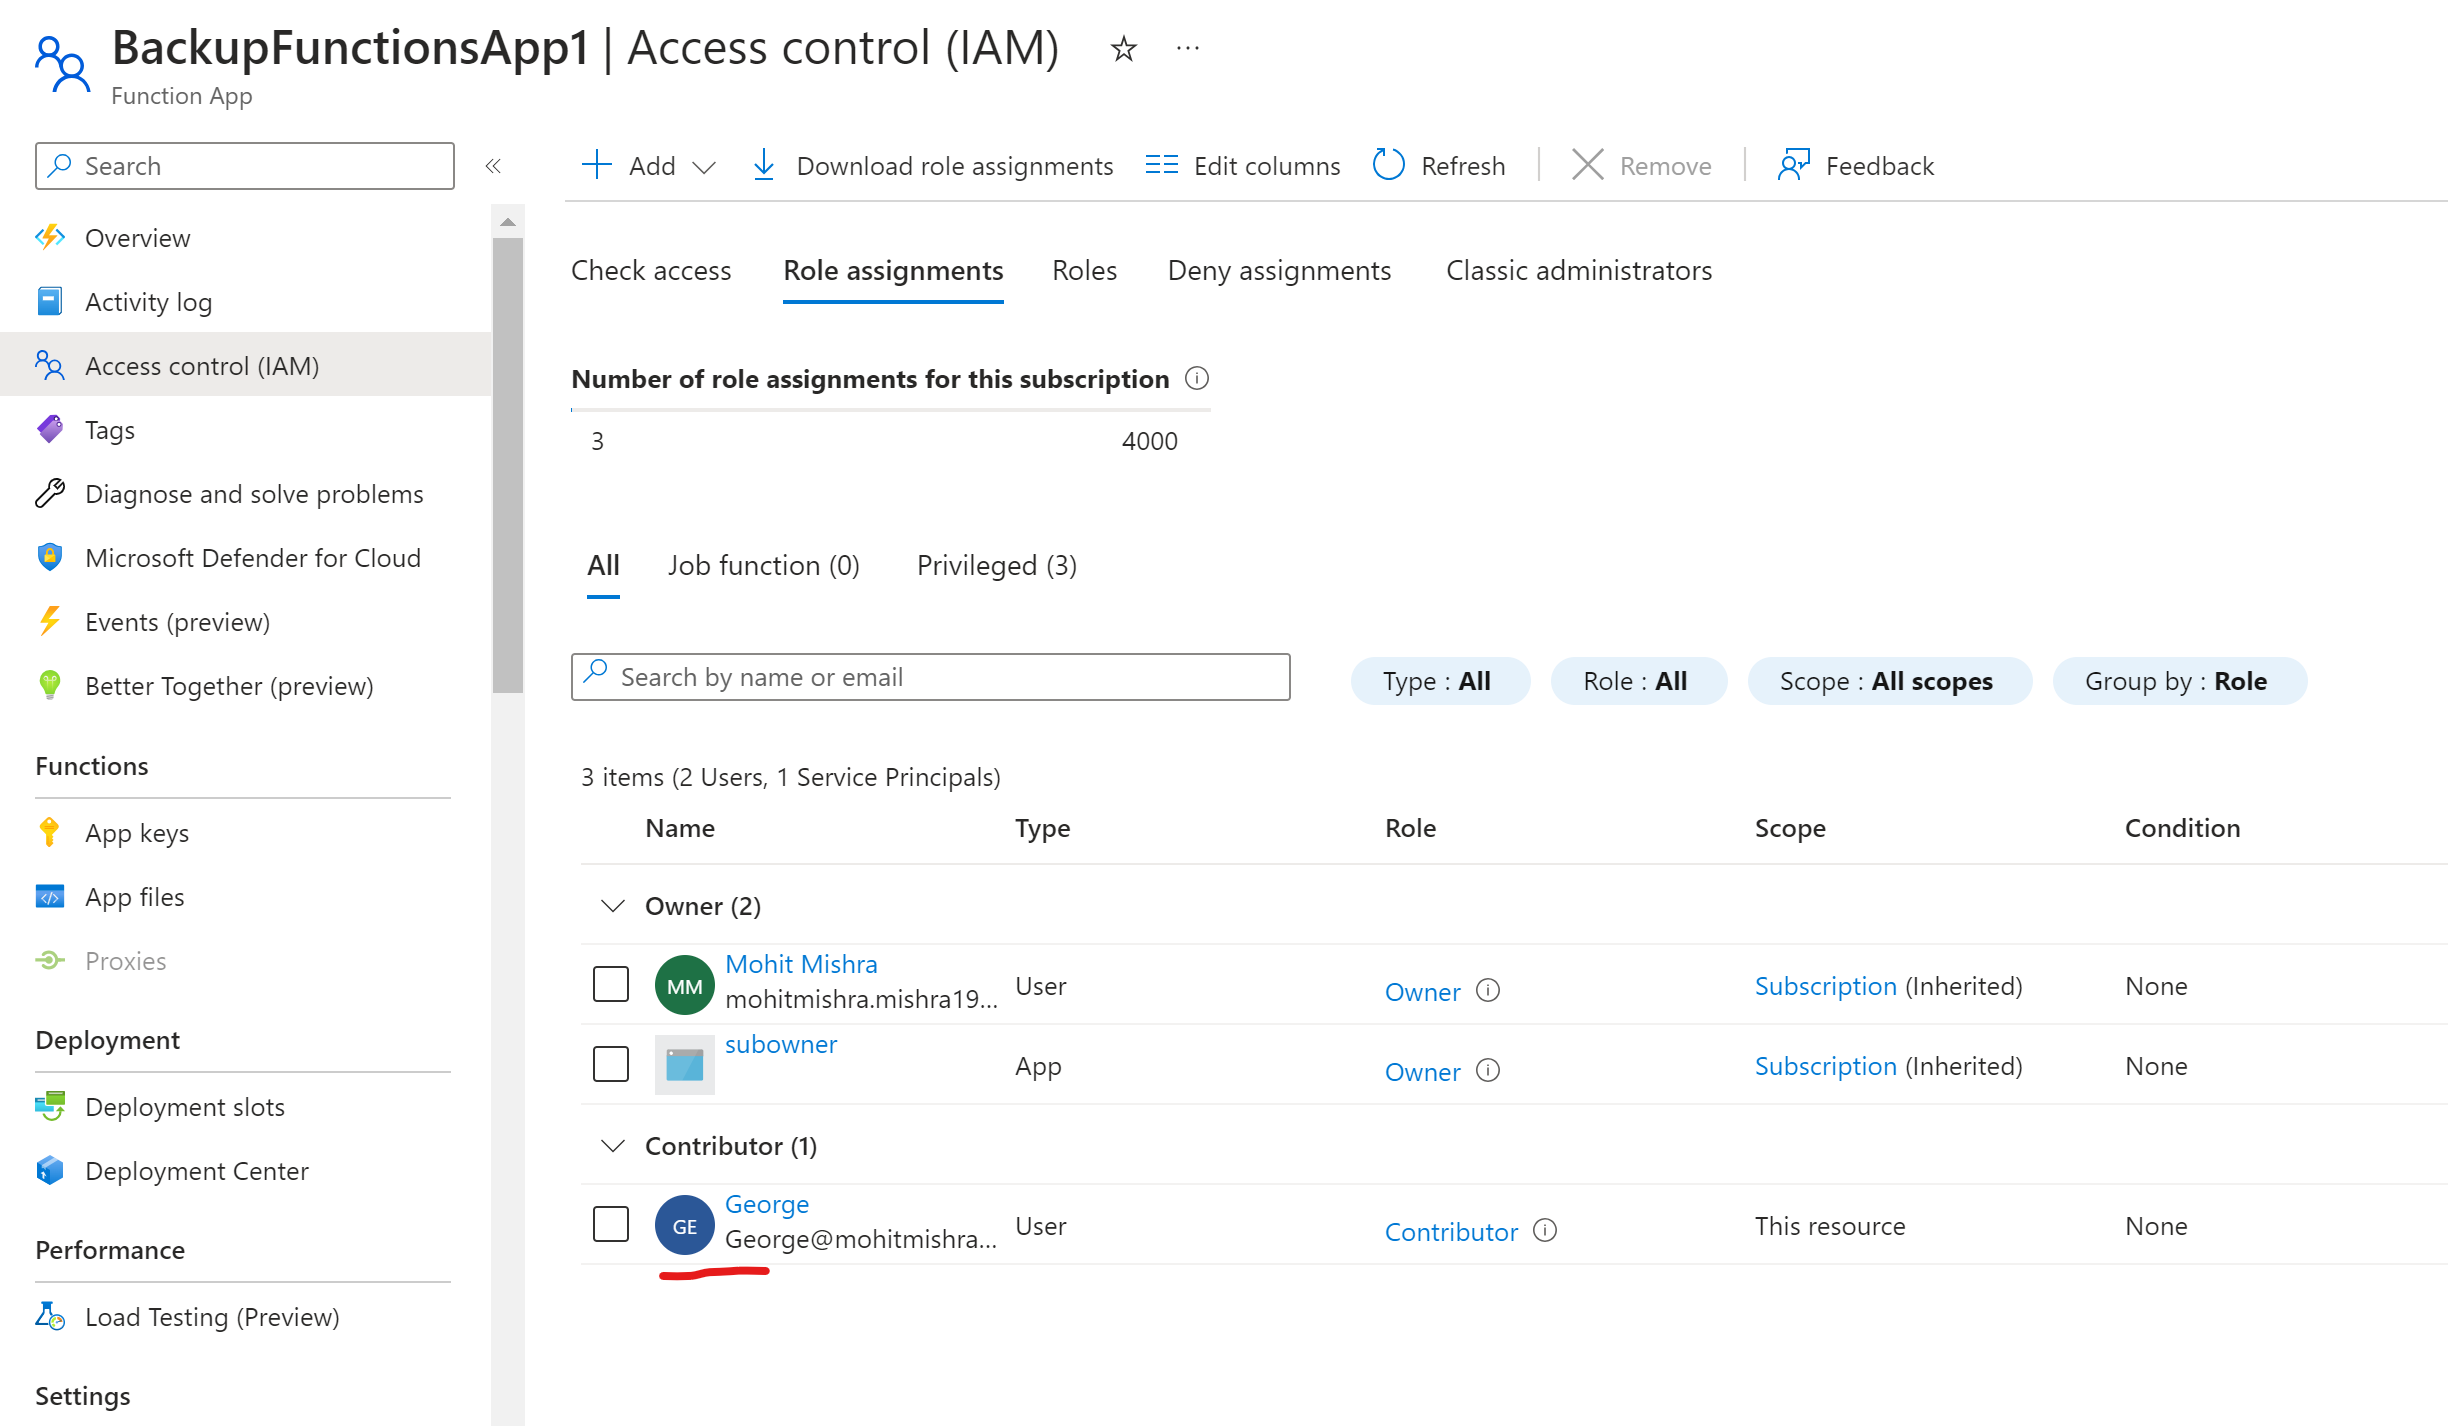 BackupFunctionsApp1 | Access control (IAM) ☆ ···
Function App
Search «
Overview
Activity log
Access control (IAM)
Tags
Diagnose and solve problems
Microsoft Defender for Cloud
Events (preview)
Better Together (preview)
Functions
App keys
App files
Proxies
Deployment
Deployment slots
Deployment Center
Performance
Load Testing (Preview)
Settings
Add Download role assignments Edit columns Refresh Remove Feedback
Check access Role assignments Roles Deny assignments Classic administrators
Number of role assignments for this subscription
3 4000
All Job function (0) Privileged (3)
Search by name or email Type : All Role : All Scope : All scopes Group by : Role
3 items (2 Users, 1 Service Principals)
Name Type Role Scope Condition
Owner (2)
MM Mohit Mishra
mohitmishra.mishra19... User Owner Subscription (Inherited) None
subowner
App Owner Subscription (Inherited) None
Contributor (1)
GE George
George@mohitmishra... User Contributor This resource None